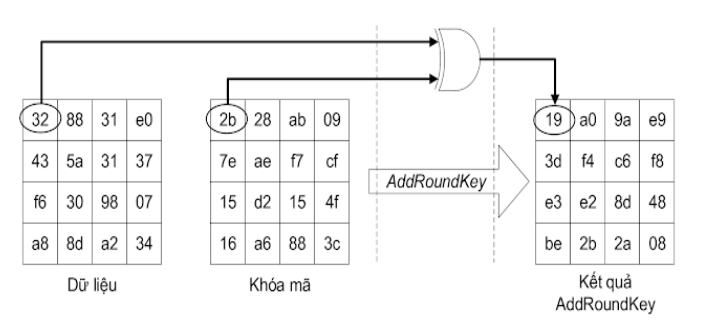 32 88 31 e0
43 5a 31 37
f6 30 98 07
a8 8d a2 34
Dữ liệu
2b 28 ab 09
7e ae f7 cf
15 d2 15 4f
16 a6 88 3c
Khóa mã
AddRoundKey
19 a0 9a e9
3d f4 c6 f8
e3 e2 8d 48
be 2b 2a 08
Kết quả
AddRoundKey